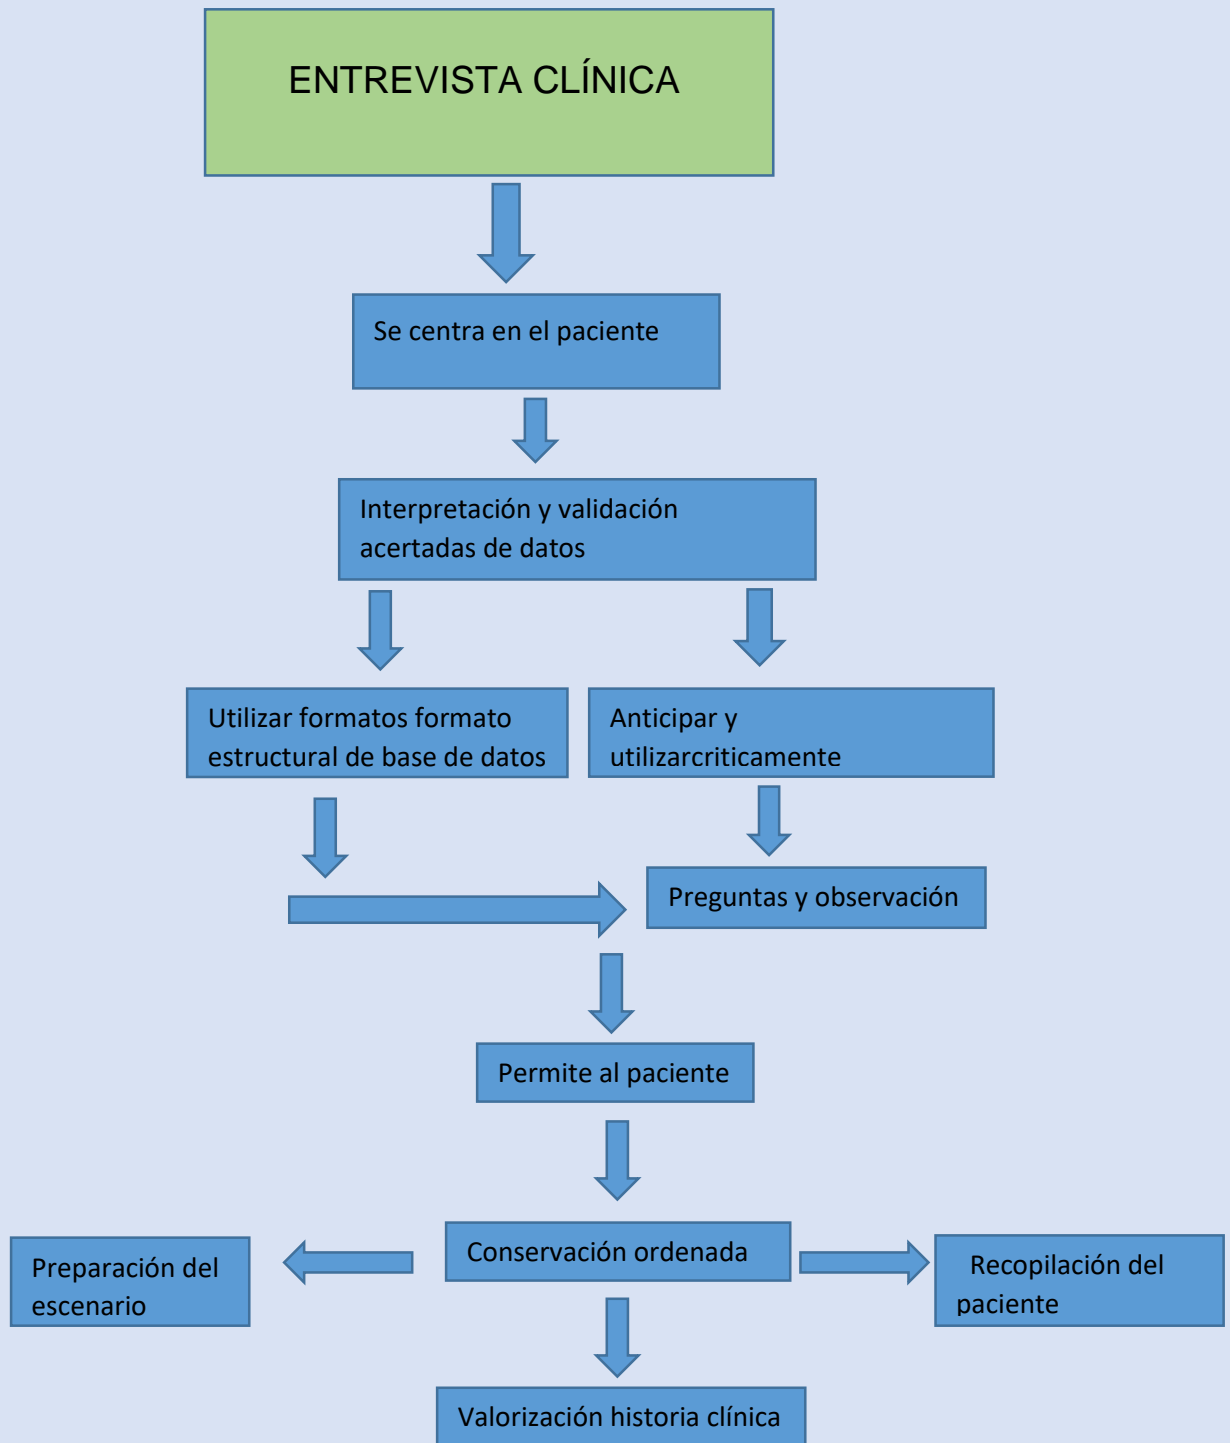 ENTREVISTA CLÍNICA
Se centra en el paciente
Interpretación y validación
acertadas de datos
Utilizar formatos formato
estructural de base de datos
Anticipar y
utilizarcriticamente
Preguntas y observación
Permite al paciente
Conservación ordenada
Preparación del
escenario
Recopilación del
paciente
Valorización historia clínica